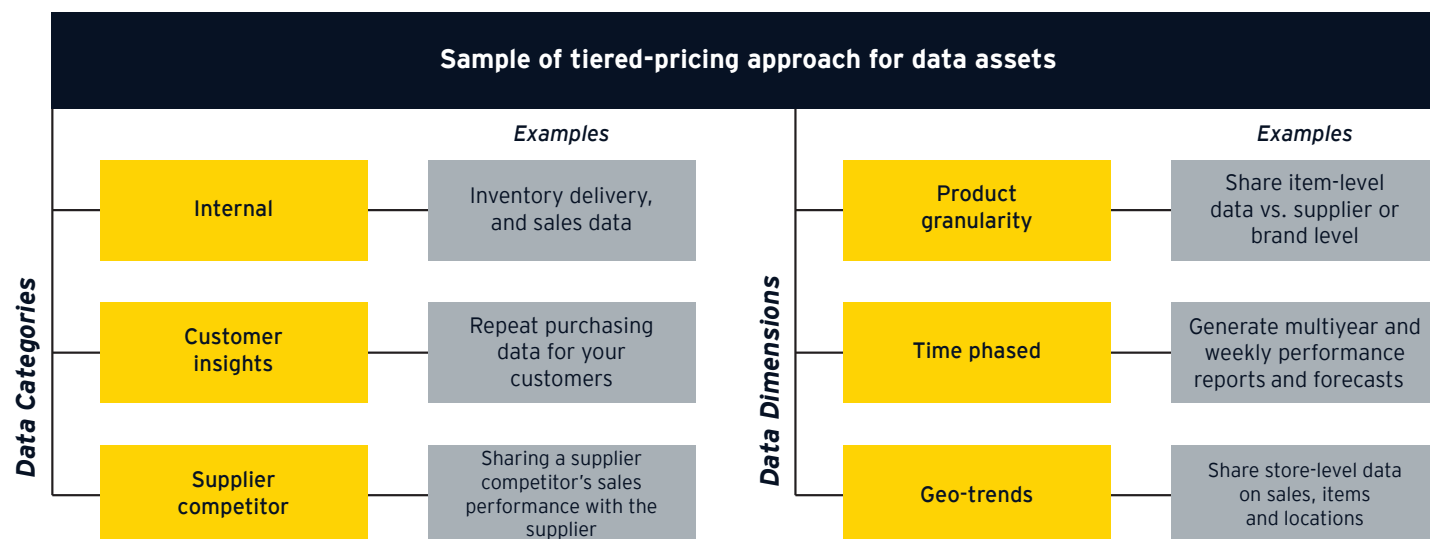 Sample of tiered-pricing approach for data assets
Data Categories
Examples
Internal
Inventory delivery,
and sales data
Customer
insights
Repeat purchasing
data for your
customers
Supplier
competitor
Sharing a supplier
competitor's sales
performance with the
supplier
Data Dimensions
Examples
Product
granularity
Share item-level
data vs. supplier or
brand level
Time phased
Generate multiyear and
weekly performance
reports and forecasts
Geo-trends
Share store-level data
on sales, items
and locations